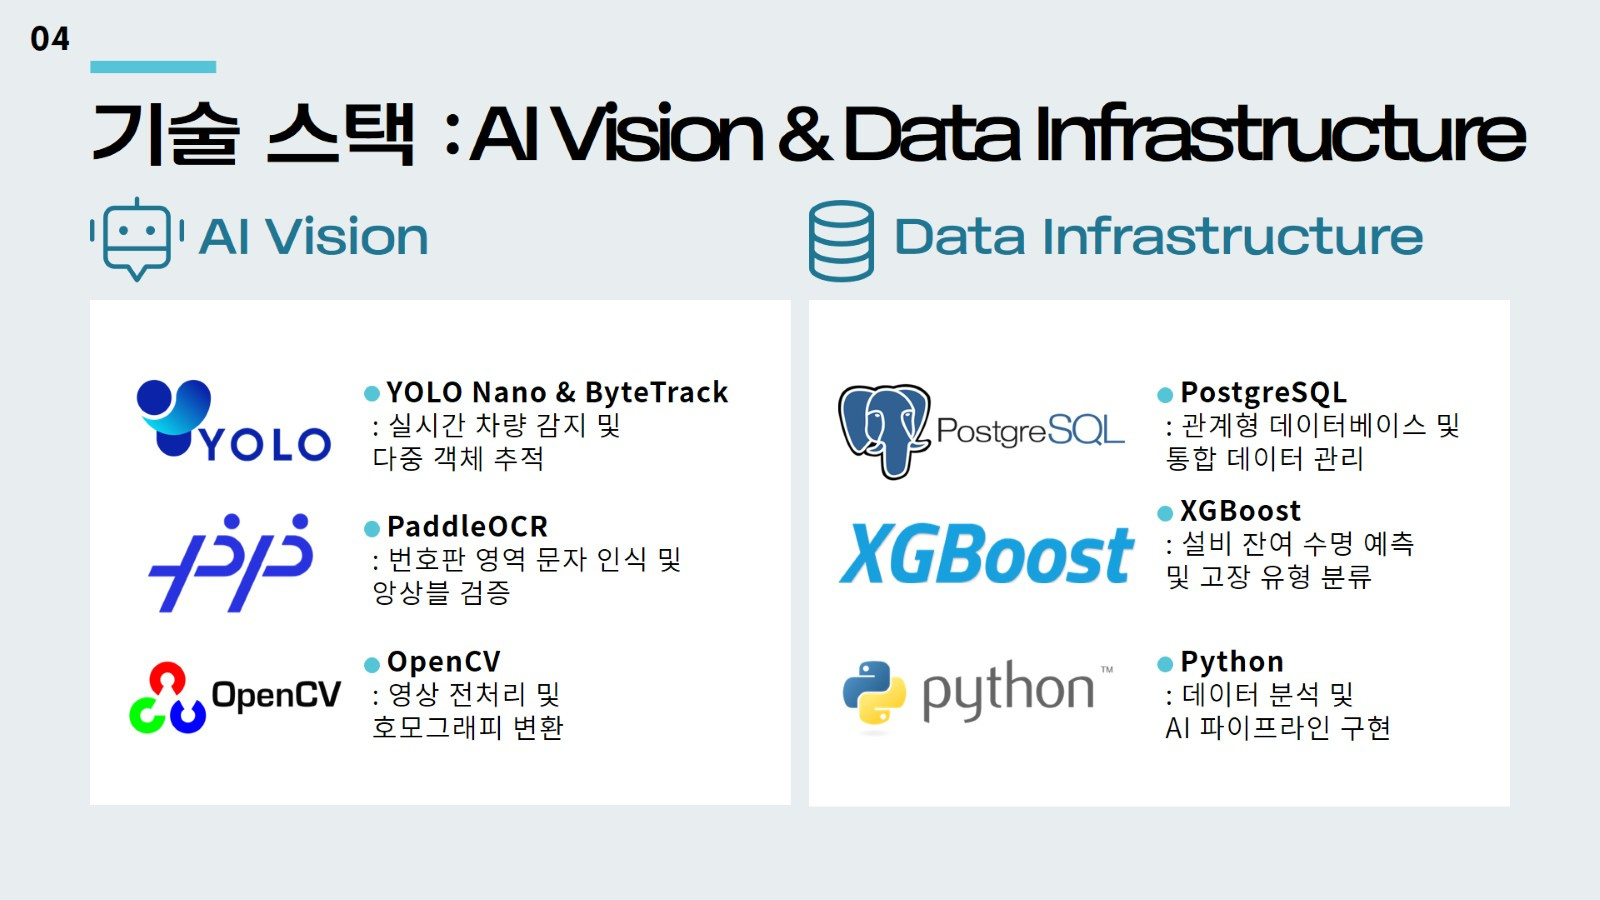 04
기술 스택 : AI Vision & Data Infrastructure
AI Vision
YOLO
YOLO Nano & ByteTrack
: 실시간 차량 감지 및
다중 객체 추적
PaddleOCR
: 번호판 영역 문자 인식 및
앙상블 검증
OpenCV
OpenCV
: 영상 전처리 및
호모그래피 변환
Data Infrastructure
PostgreSQL
PostgreSQL
: 관계형 데이터베이스 및
통합 데이터 관리
XGBoost
XGBoost
: 설비 잔여 수명 예측
및 고장 유형 분류
python™
Python
: 데이터 분석 및
AI 파이프라인 구현